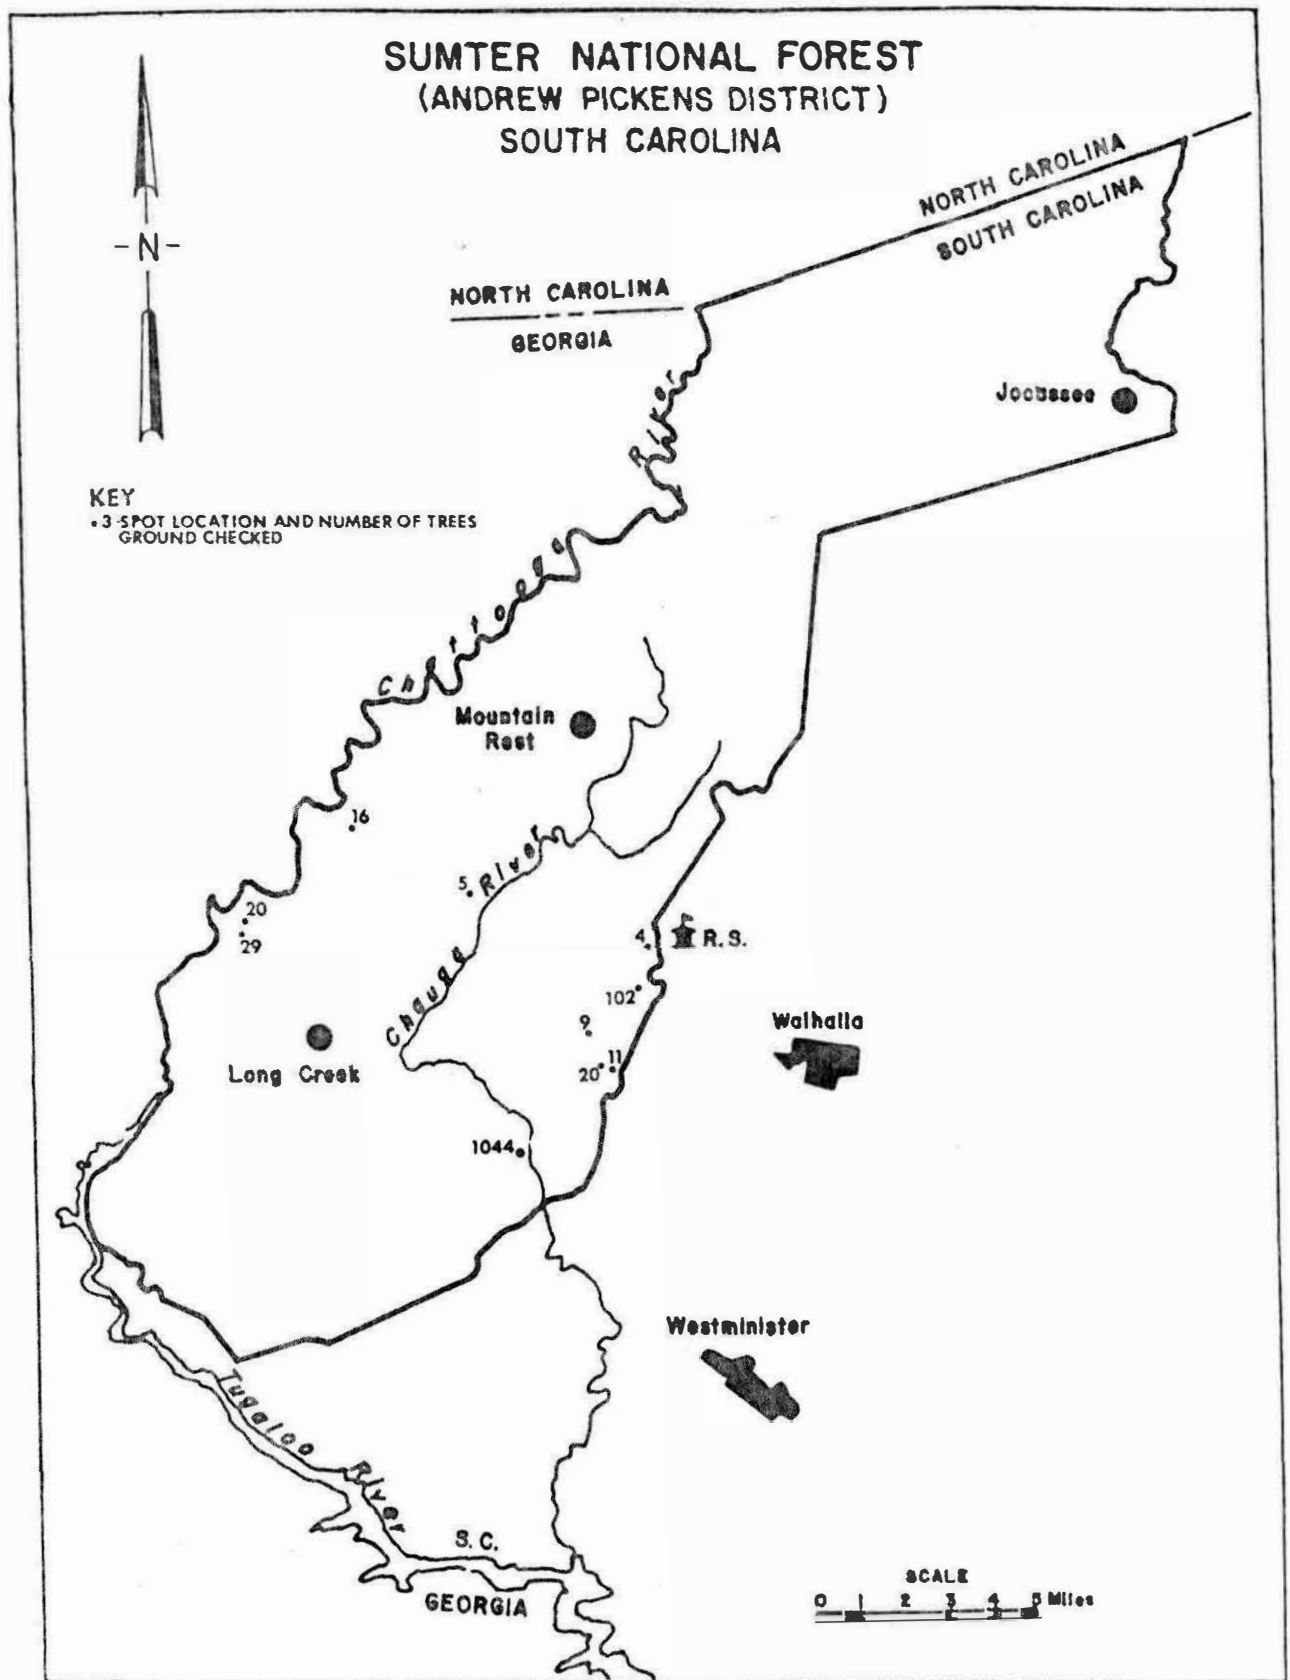 SUMTER NATIONAL FOREST
(ANDREW PICKENS DISTRICT)
SOUTH CAROLINA
NORTH CAROLINA
SOUTH CAROLINA
-N-
NORTH CAROLINA
GEORGIA
Jocassee
River
KEY
• 3-SPOT LOCATION AND NUMBER OF TREES
GROUND CHECKED
Chattooga
Mountain
Rest
16
River
5
20
29
4
R.S.
Chauga
102
9
Walhalla
11
20
Long Creek
1044
Westminister
Tugaloo
River
S.C.
GEORGIA
SCALE
0 1 2 3 4 5 Miles